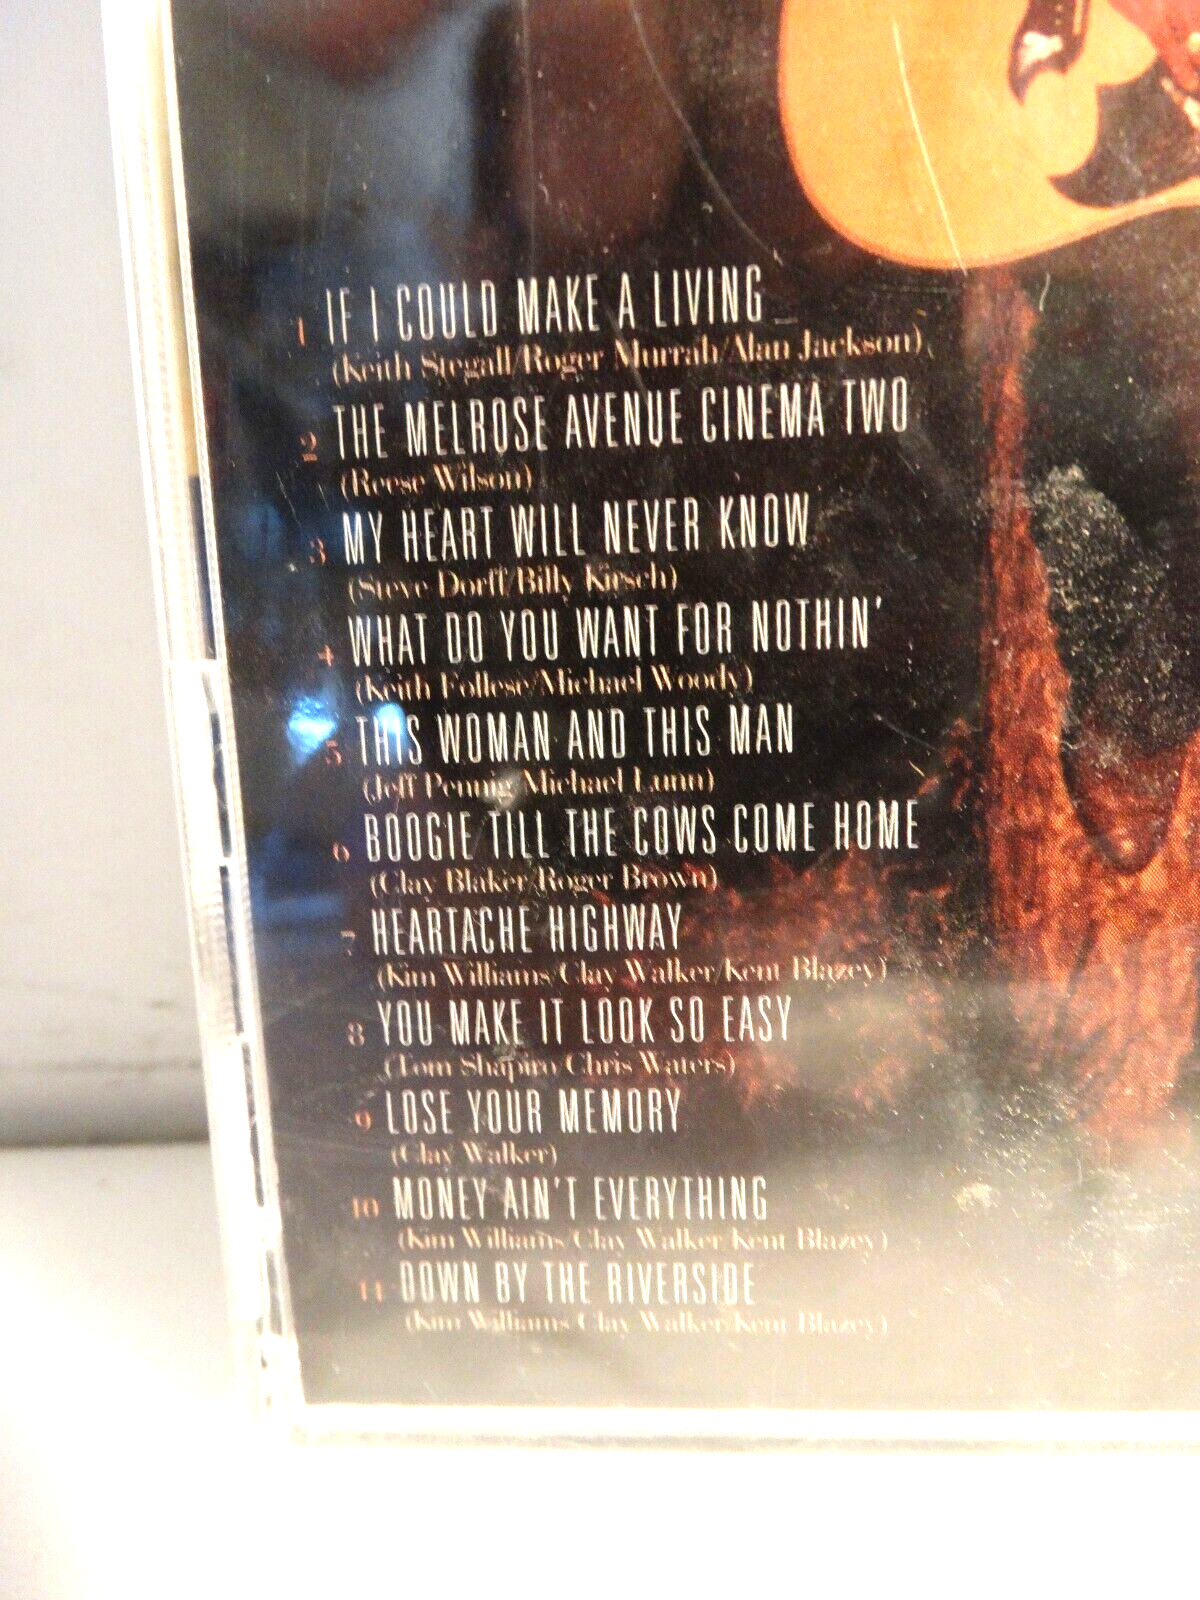 1 IF I COULD MAKE A LIVING
(Keith Stegall/Roger Murrah/Alan Jackson)
2 THE MELROSE AVENUE CINEMA TWO
(Reese Wilson)
3 MY HEART WILL NEVER KNOW
(Steve Dorff/Billy Kirsch)
4 WHAT DO YOU WANT FOR NOTHIN'
(Keith Follese/Michael Woody)
5 THIS WOMAN AND THIS MAN
(Jeff Pennig/Michael Lunn)
6 BOOGIE TILL THE COWS COME HOME
(Clay Blaker/Roger Brown)
7 HEARTACHE HIGHWAY
(Kim Williams/Clay Walker/Kent Blazey)
8 YOU MAKE IT LOOK SO EASY
(Tom Shapiro/Chris Waters)
9 LOSE YOUR MEMORY
(Clay Walker)
10 MONEY AIN'T EVERYTHING
(Kim Williams/Clay Walker/Kent Blazey)
11 DOWN BY THE RIVERSIDE
(Kim Williams/Clay Walker/Kent Blazey)